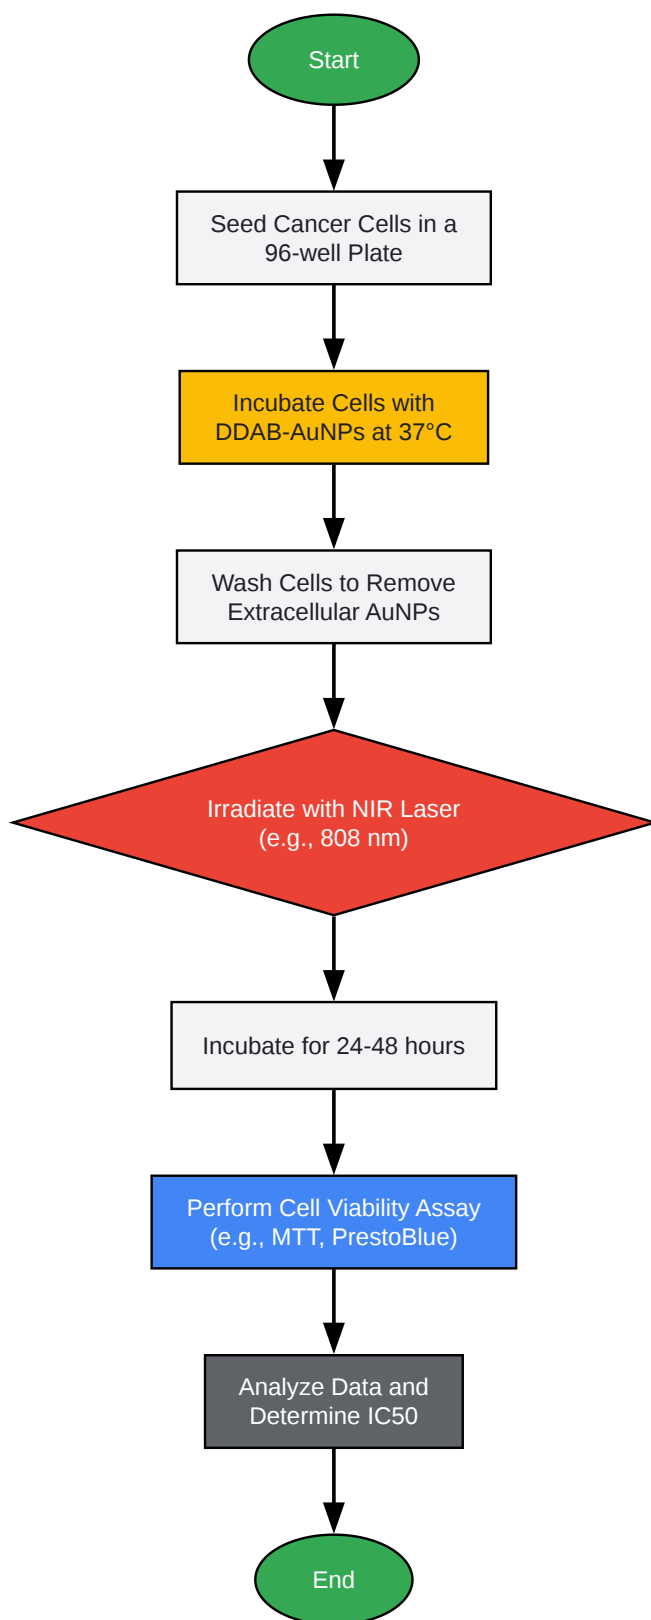 Start
Seed Cancer Cells in a
96-well Plate
Incubate Cells with
DDAB-AuNPs at 37°C
Wash Cells to Remove
Extracellular AuNPs
Irradiate with NIR Laser
(e.g., 808 nm)
Incubate for 24-48 hours
Perform Cell Viability Assay
(e.g., MTT, PrestoBlue)
Analyze Data and
Determine IC50
End